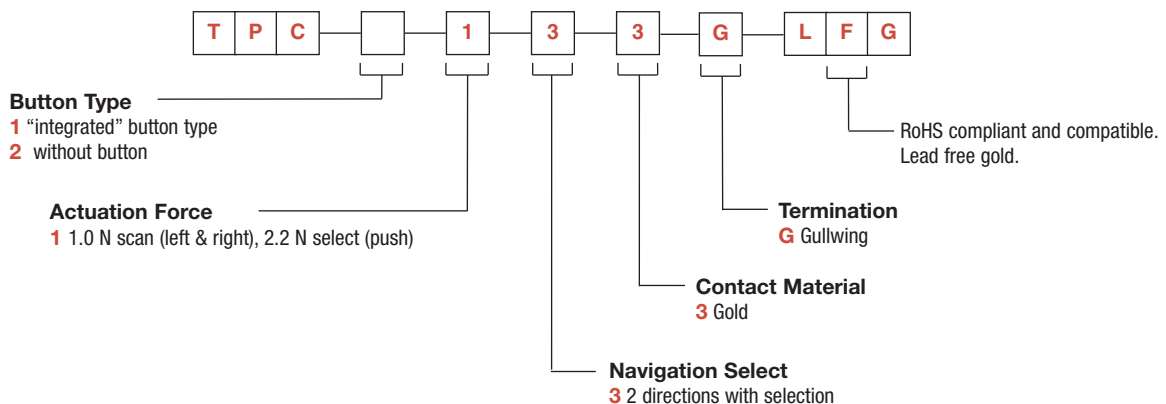 T P C 1 3 3 G L F G
Button Type
1 “integrated” button type
2 without button
RoHS compliant and compatible.
Lead free gold.
Actuation Force
1 1.0 N scan (left & right), 2.2 N select (push)
Termination
G Gullwing
Contact Material
3 Gold
Navigation Select
3 2 directions with selection